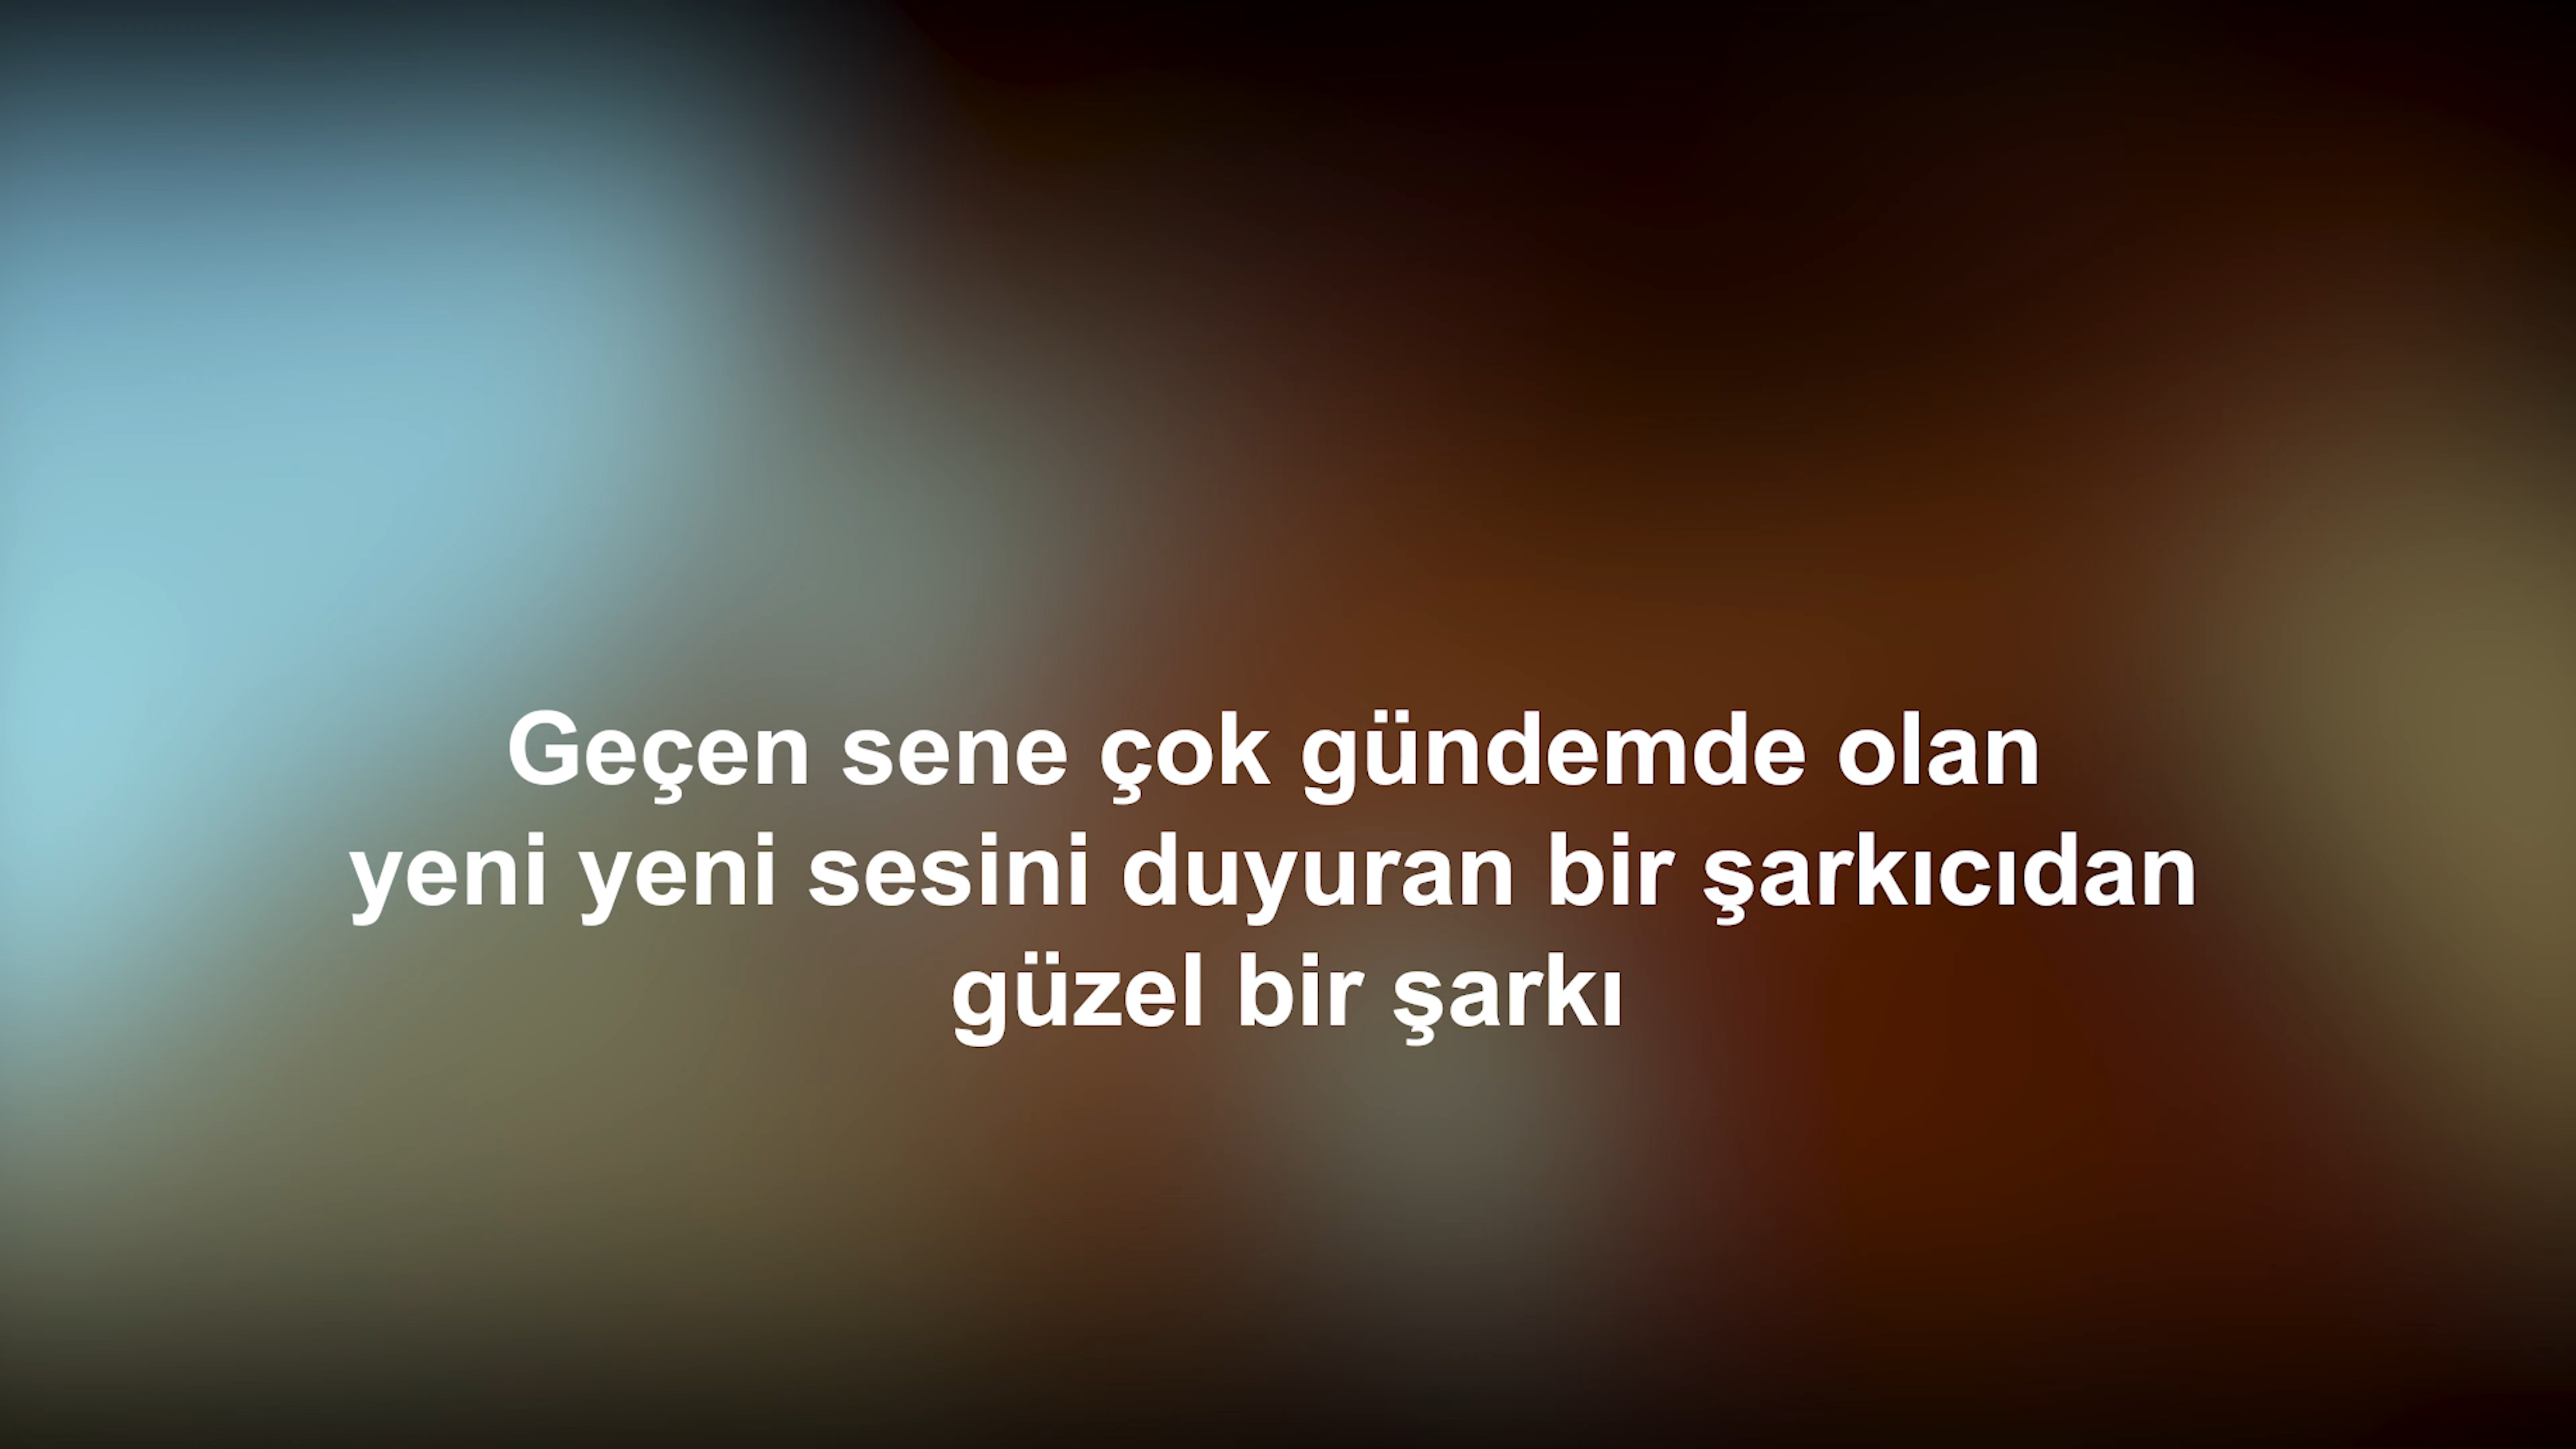 Geçen sene çok gündemde olan
yeni yeni sesini duyuran bir şarkıcıdan
güzel bir şarkı